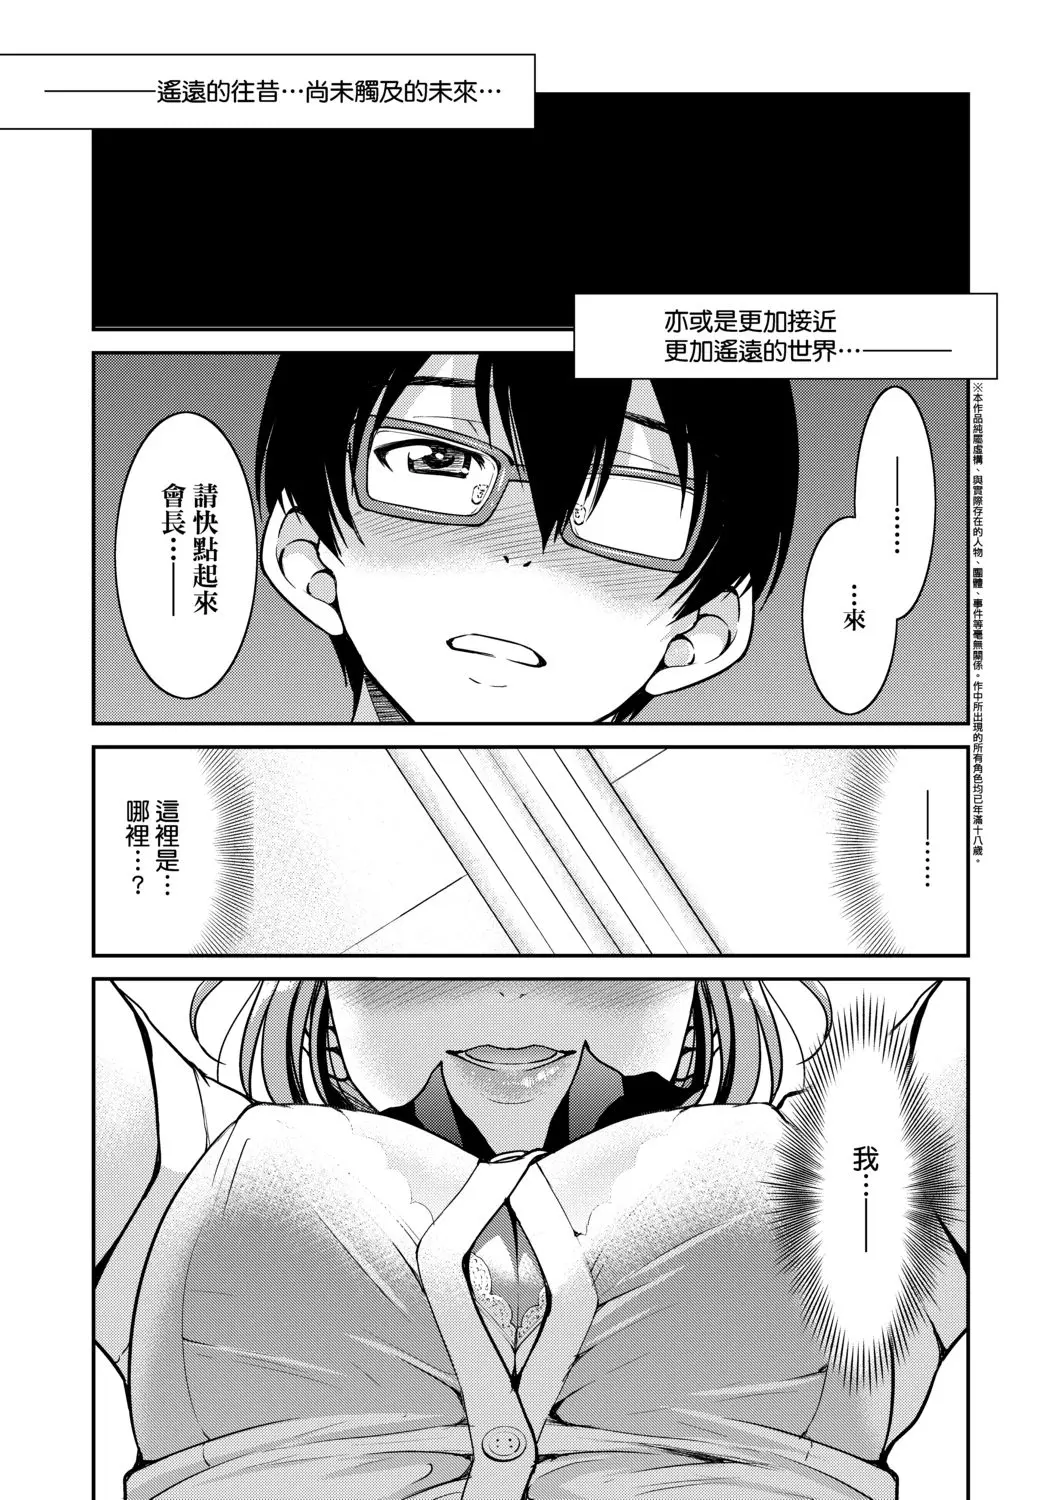 ————遙遠的往昔…尚未觸及的未來…
亦或是更加接近
更加遙遠的世界…———
※本作品純屬虛構、與實際存在的人物、團體、事件等毫無關係。作中所出現的所有角色均已年滿十八歲。
——………
…來
請快點起來
會長…——
——………
這裡是…
哪裡…?
我…——